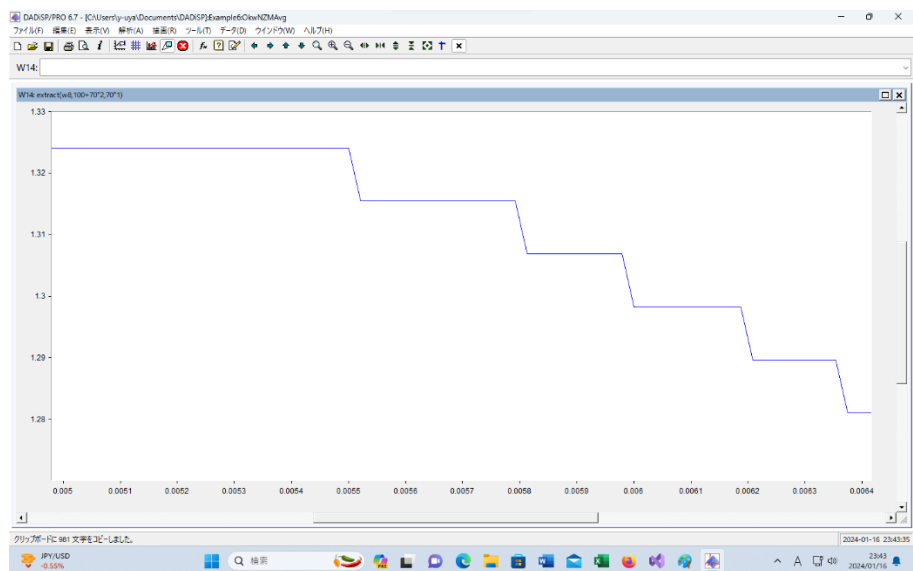 DADiSP/PRO 6.7 - [C:\Users\y-uya\Documents\DADiSP]:Example6:OkwNZMAvg
ファイル(F) 編集(E) 表示(V) 解析(A) 描画(R) ツール(T) データ(D) ウインドウ(W) ヘルプ(H)
W14:
W14: extract(w8,100+70*2,70*1)
1.33
1.32
1.31
1.3
1.29
1.28
0.005 0.0051 0.0052 0.0053 0.0054 0.0055 0.0056 0.0057 0.0058 0.0059 0.006 0.0061 0.0062 0.0063 0.0064
クリップボードに 981 文字をコピーしました。 2024-01-16 23:43:35
JPY/USD
-0.55%
検索
A
23:43
2024/01/16